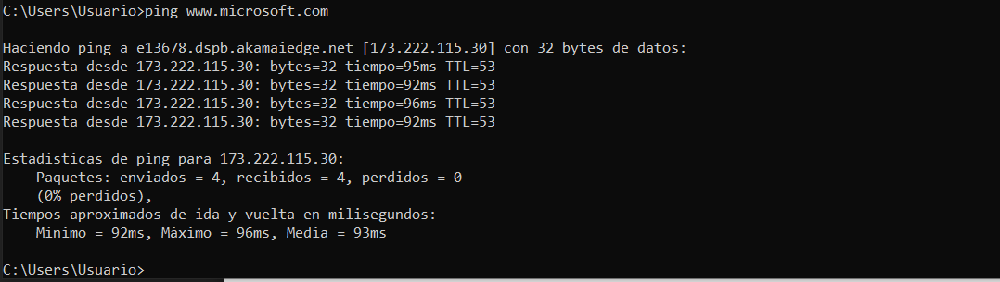 C:\Users\Usuario>ping www.microsoft.com
Haciendo ping a e13678.dspb.akamaiedge.net [173.222.115.30] con 32 bytes de datos:
Respuesta desde 173.222.115.30: bytes=32 tiempo=95ms TTL=53
Respuesta desde 173.222.115.30: bytes=32 tiempo=92ms TTL=53
Respuesta desde 173.222.115.30: bytes=32 tiempo=96ms TTL=53
Respuesta desde 173.222.115.30: bytes=32 tiempo=92ms TTL=53
Estadísticas de ping para 173.222.115.30:
    Paquetes: enviados = 4, recibidos = 4, perdidos = 0
    (0% perdidos),
Tiempos aproximados de ida y vuelta en milisegundos:
    Mínimo = 92ms, Máximo = 96ms, Media = 93ms
C:\Users\Usuario>